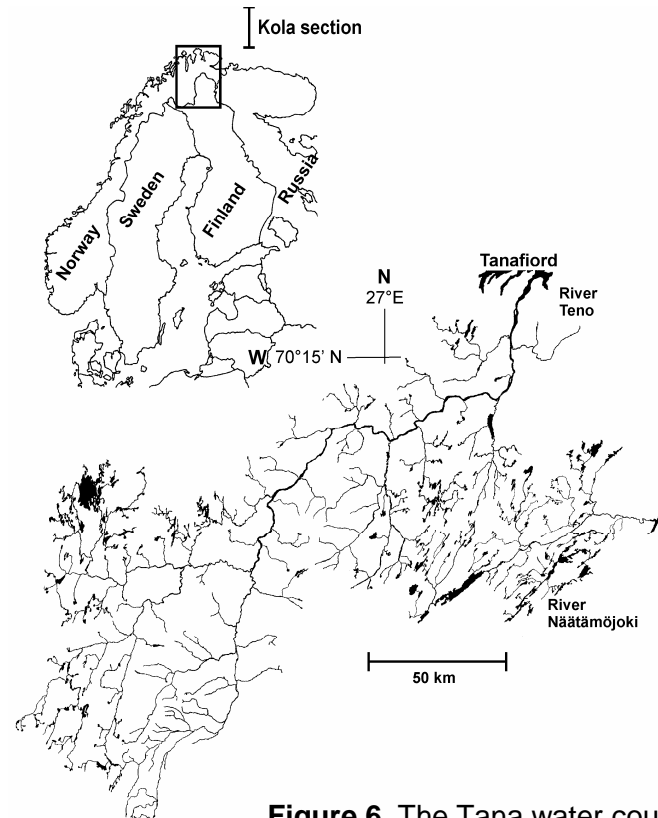 Kola section
Norway
Sweden
Finland
Russia
Tanafiord
River
Teno
N
27°E
W 70°15' N
River
Näätämöjoki
50 km
Figure 6. The Tana water cou